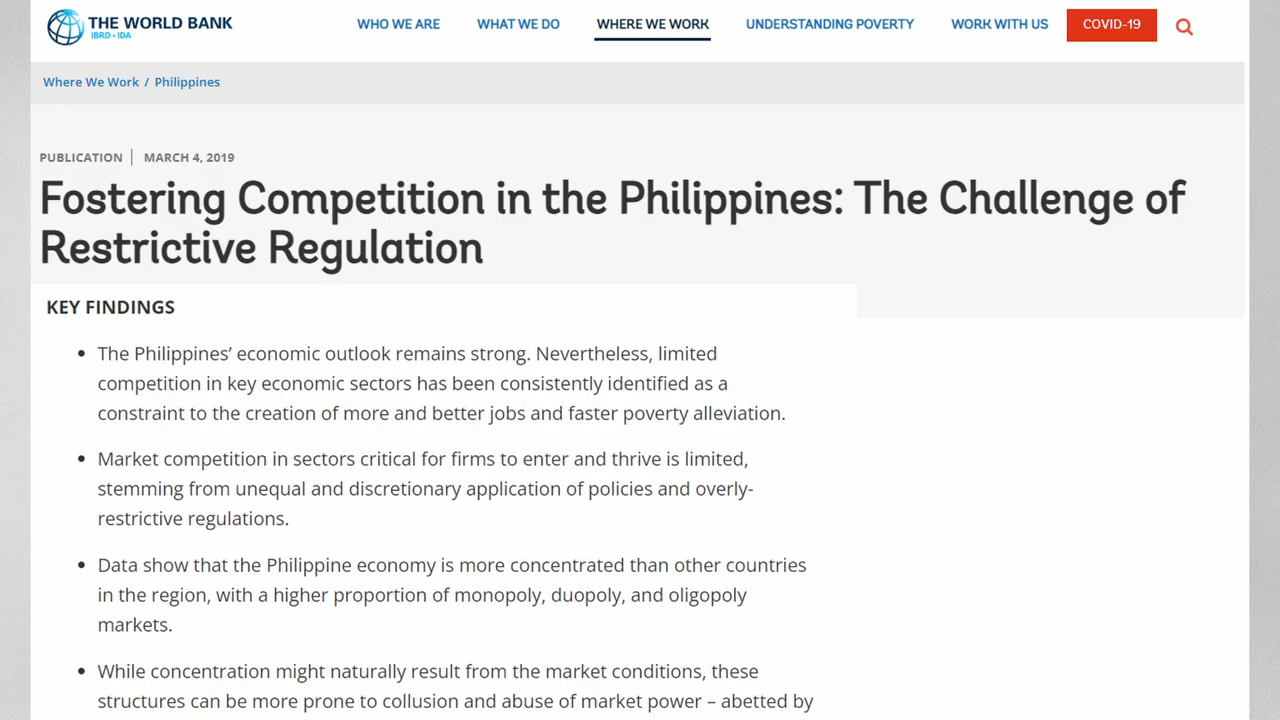 THE WORLD BANK
IBRD • IDA
WHO WE ARE
WHAT WE DO
WHERE WE WORK
UNDERSTANDING POVERTY
WORK WITH US
COVID-19
Where We Work / Philippines
PUBLICATION | MARCH 4, 2019
Fostering Competition in the Philippines: The Challenge of
Restrictive Regulation
KEY FINDINGS
• The Philippines’ economic outlook remains strong. Nevertheless, limited
competition in key economic sectors has been consistently identified as a
constraint to the creation of more and better jobs and faster poverty alleviation.
• Market competition in sectors critical for firms to enter and thrive is limited,
stemming from unequal and discretionary application of policies and overly-
restrictive regulations.
• Data show that the Philippine economy is more concentrated than other countries
in the region, with a higher proportion of monopoly, duopoly, and oligopoly
markets.
• While concentration might naturally result from the market conditions, these
structures can be more prone to collusion and abuse of market power – abetted by